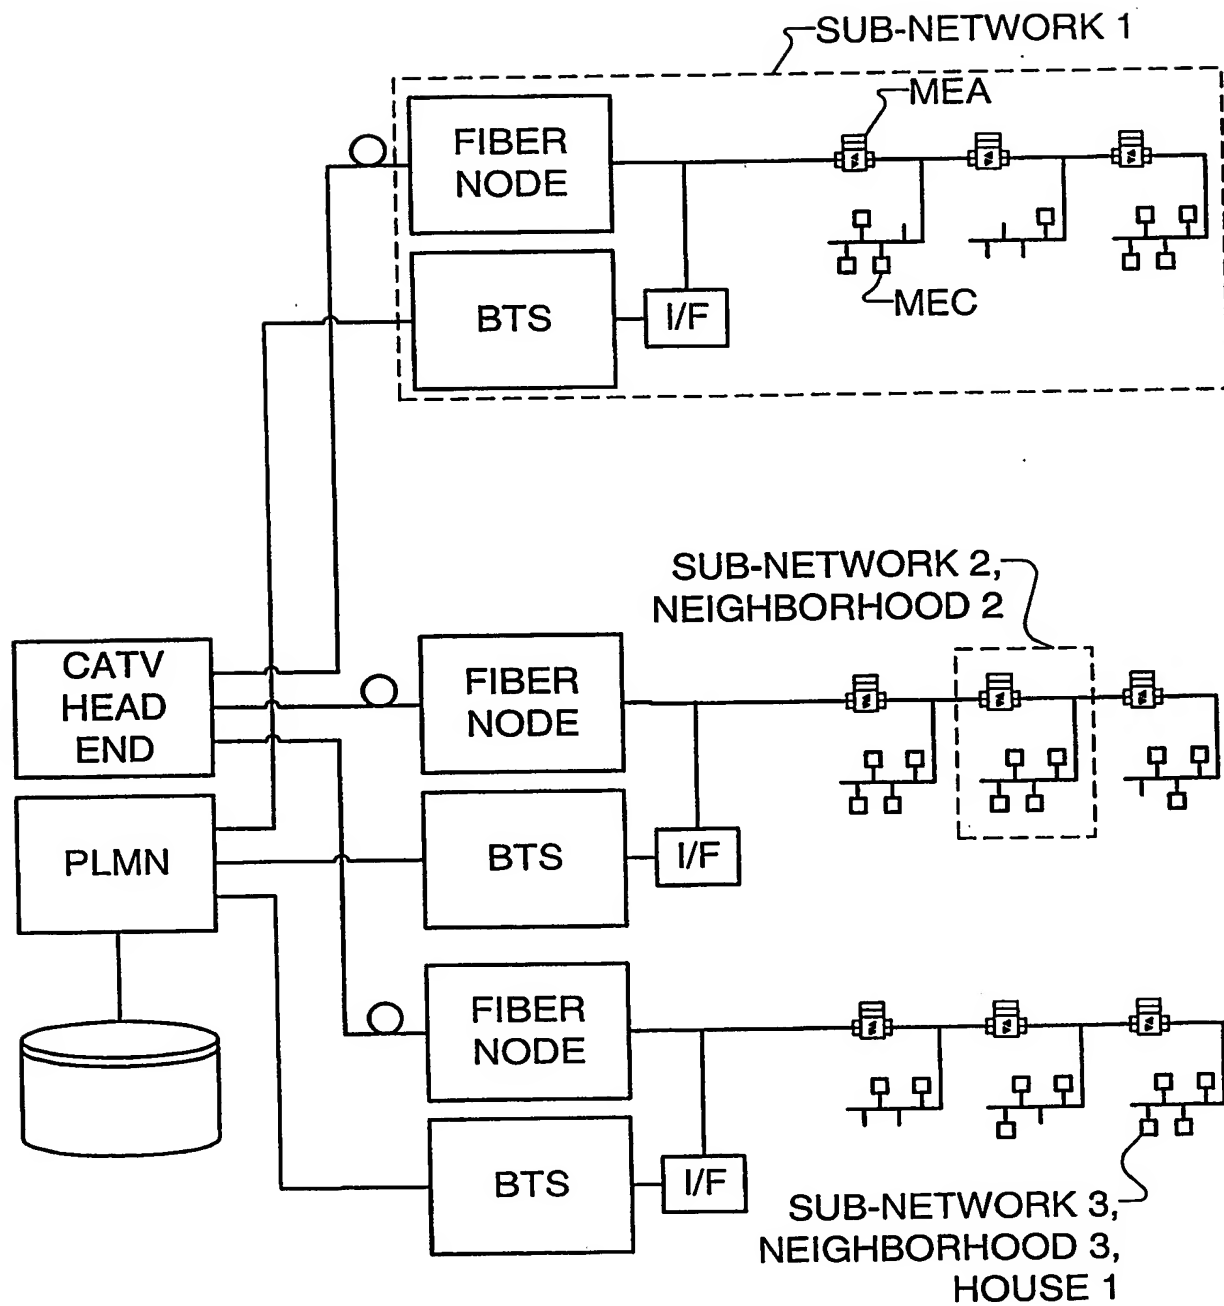 SUB-NETWORK 1
MEA
FIBER
NODE
BTS
I/F
MEC
SUB-NETWORK 2,
NEIGHBORHOOD 2
CATV
HEAD
END
FIBER
NODE
PLMN
BTS
I/F
FIBER
NODE
BTS
I/F
SUB-NETWORK 3,
NEIGHBORHOOD 3,
HOUSE 1